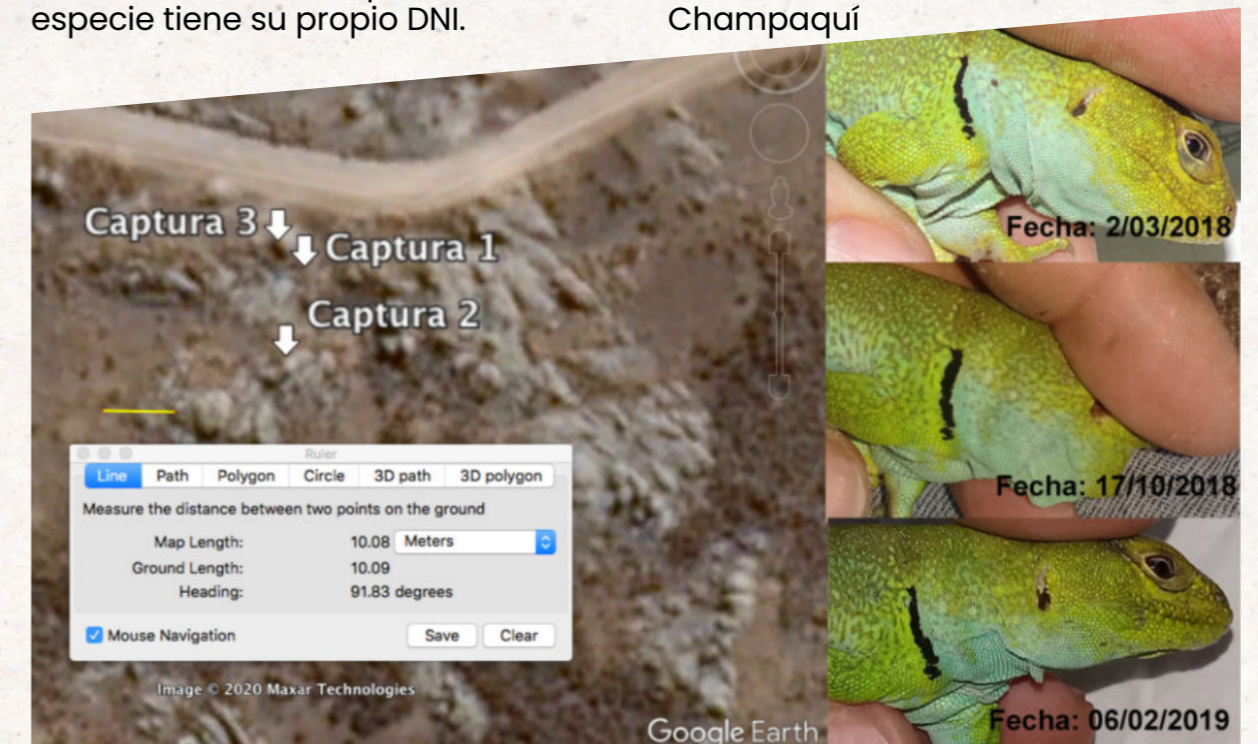 especie tiene su propio DNI.
Champaquí
Captura 3
Captura 1
Captura 2
Ruler
Line Path Polygon Circle 3D path 3D polygon
Measure the distance between two points on the ground
Map Length: 10.08 Meters
Ground Length: 10.09
Heading: 91.83 degrees
Mouse Navigation Save Clear
Image © 2020 Maxar Technologies
Google Earth
Fecha: 2/03/2018
Fecha: 17/10/2018
Fecha: 06/02/2019